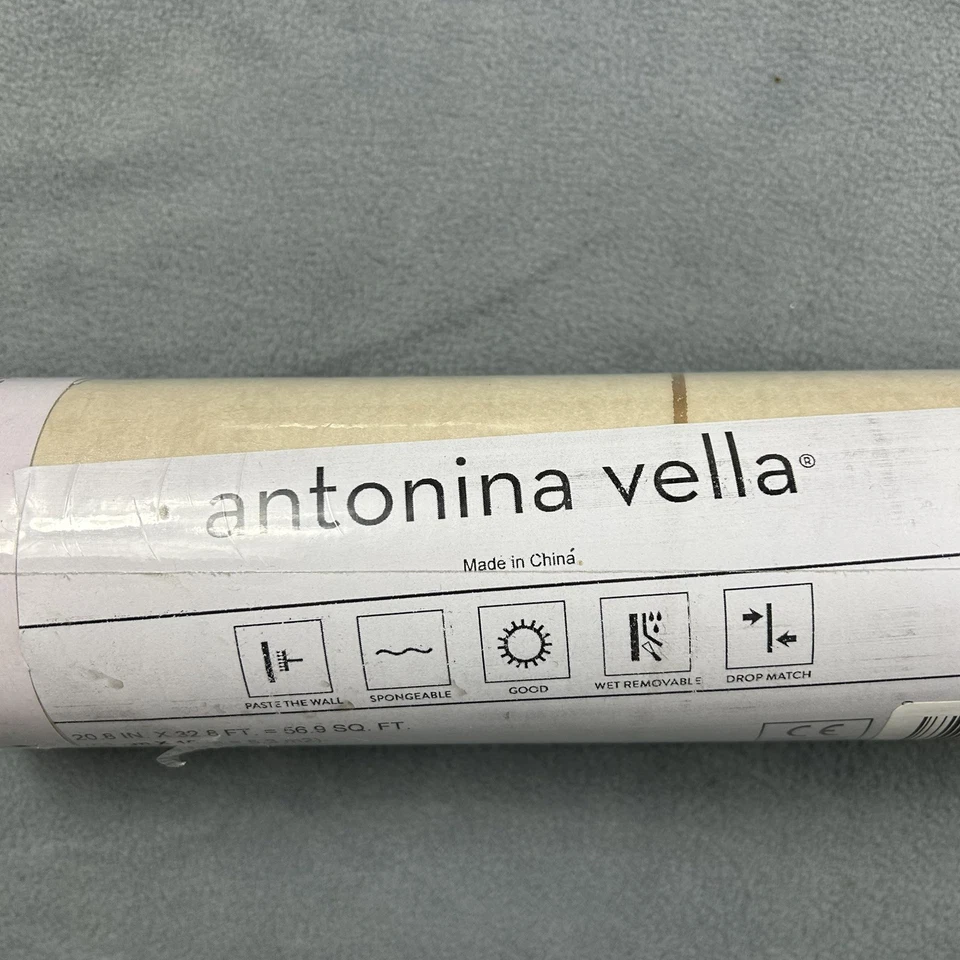 antonina vella®
Made in China
PASTE THE WALL
SPONGEABLE
GOOD
WET REMOVABLE
DROP MATCH
20.8 IN. X 32.8 FT. = 56.9 SQ. FT.
CE